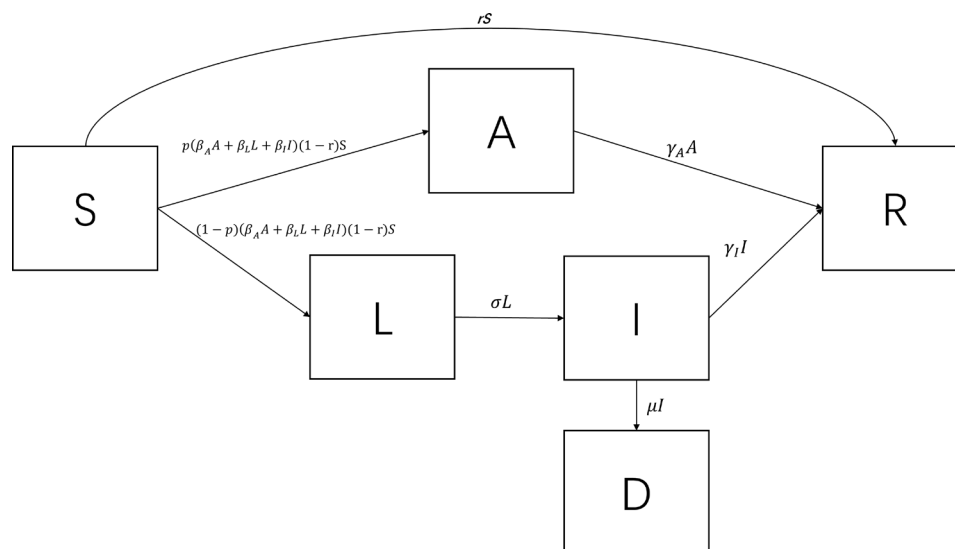 rS
A
p(β_A A + β_L L + β_I I)(1 − r)S
γ_A A
S
R
(1 − p)(β_A A + β_L L + β_I I)(1 − r)S
γ_I I
σL
L
I
μI
D